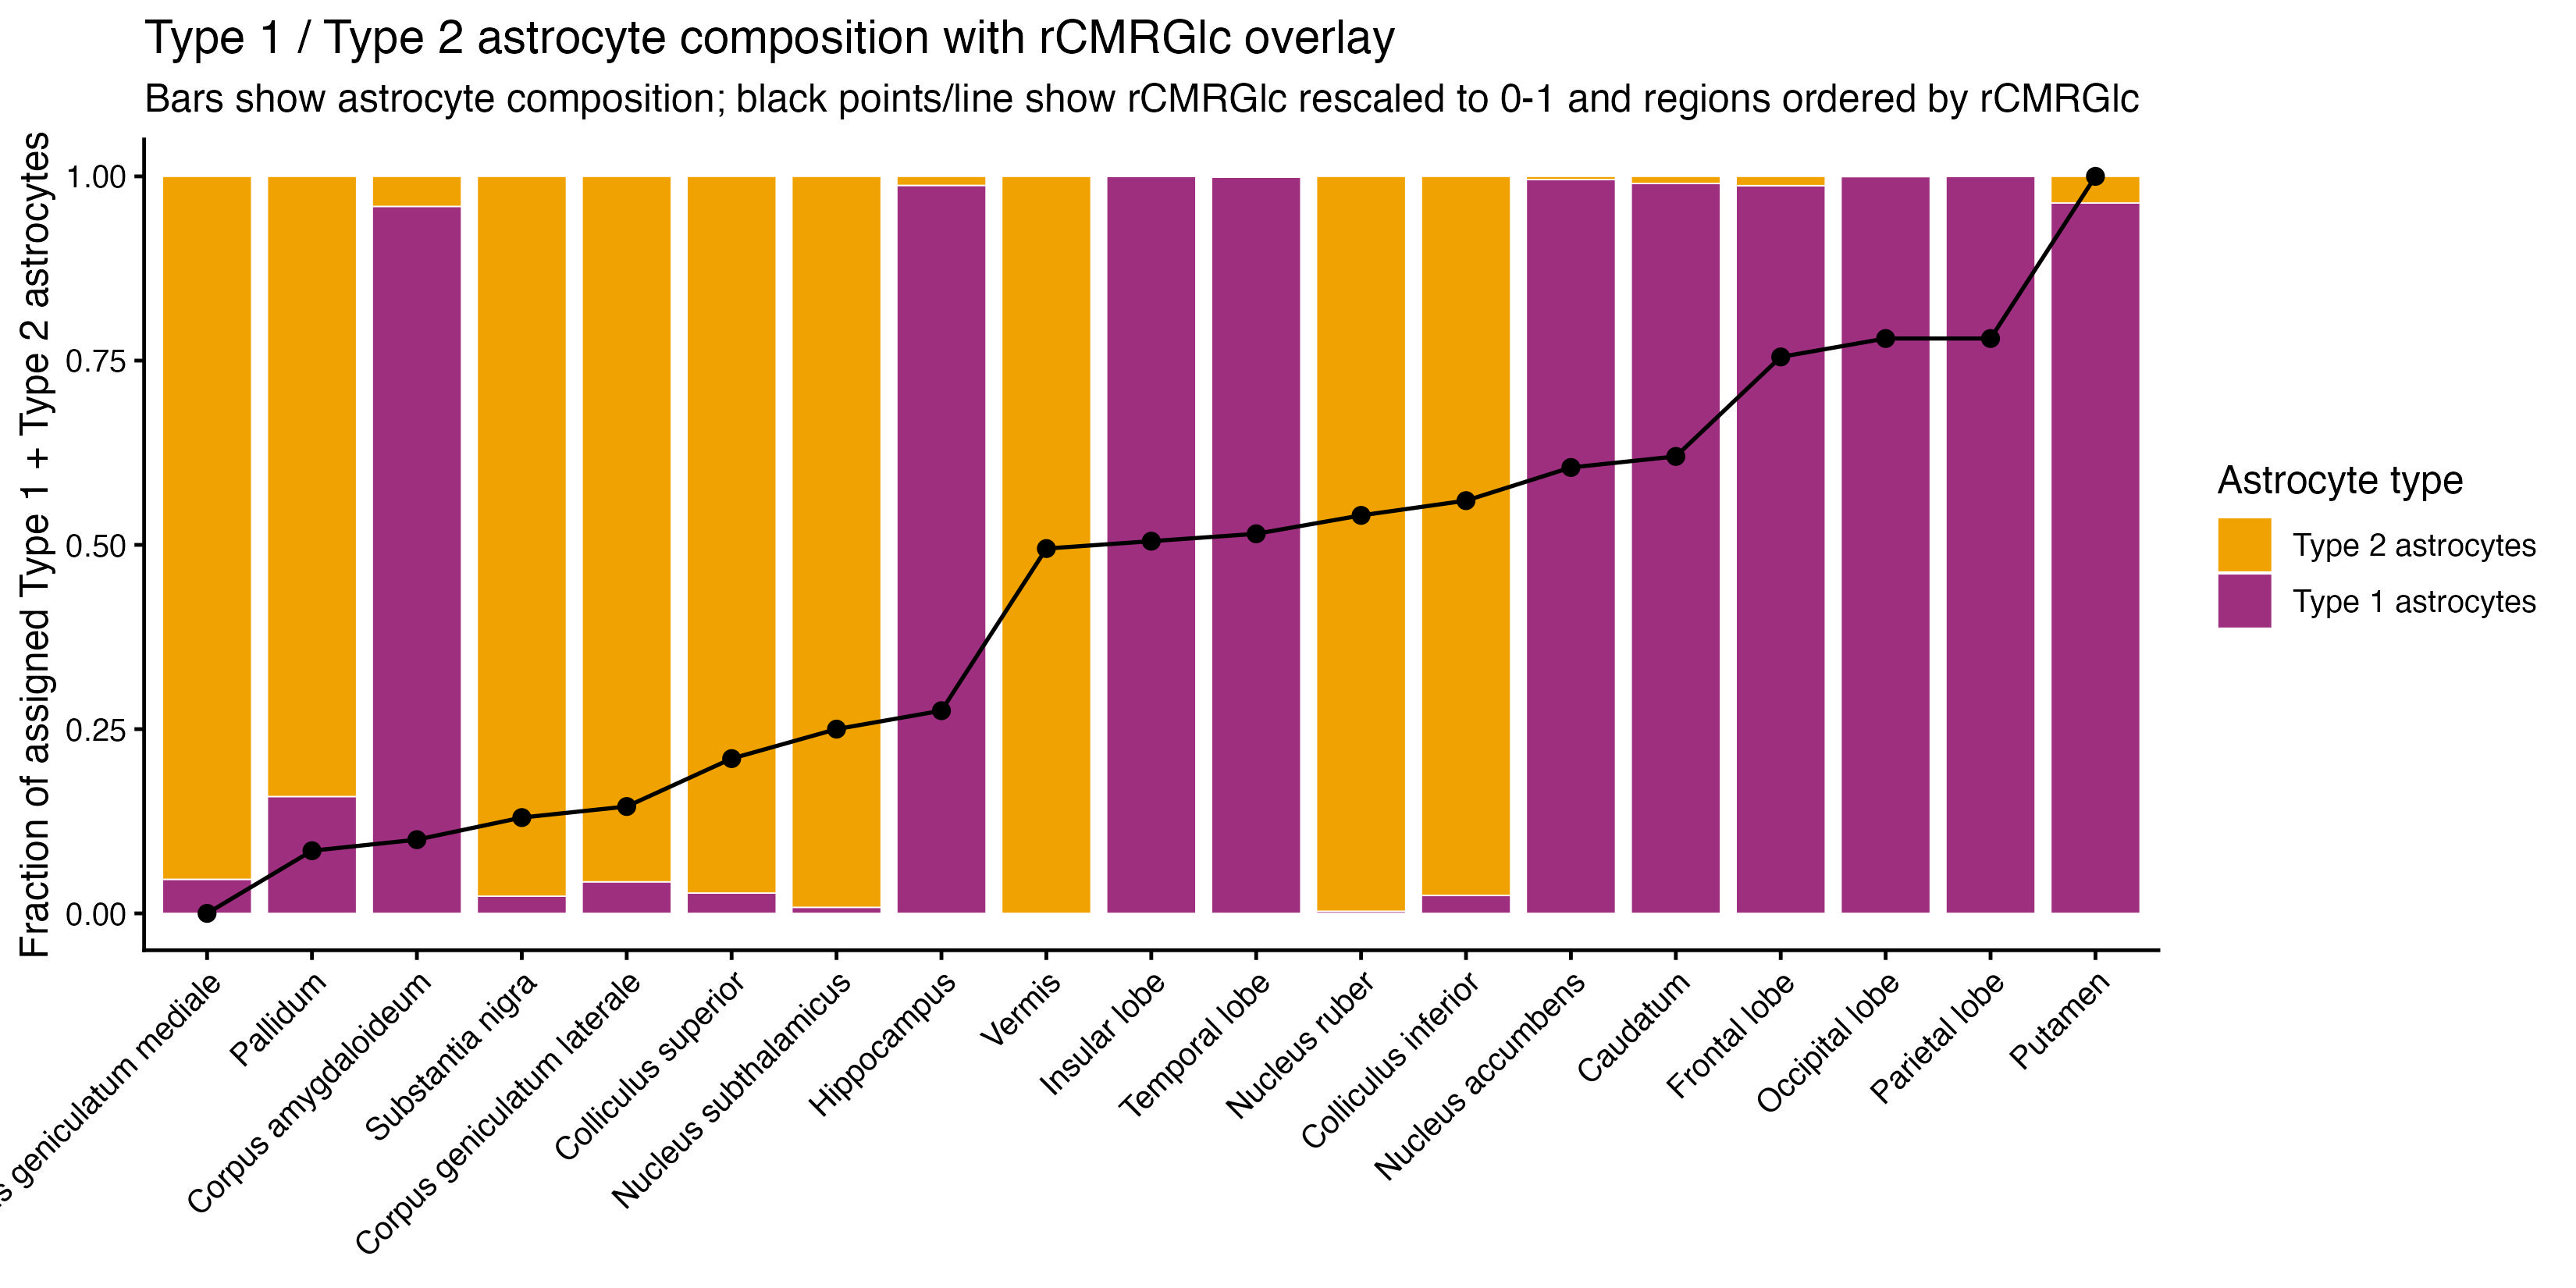 Type 1 / Type 2 astrocyte composition with rCMRGlc overlay
Bars show astrocyte composition; black points/line show rCMRGlc rescaled to 0-1 and regions ordered by rCMRGlc
Fraction of assigned Type 1 + Type 2 astrocytes
1.00
0.75
0.50
0.25
0.00
geniculatum mediale
Pallidum
Corpus amygdaloideum
Substantia nigra
Corpus geniculatum laterale
Colliculus superior
Nucleus subthalamicus
Hippocampus
Vermis
Insular lobe
Temporal lobe
Nucleus ruber
Colliculus inferior
Nucleus accumbens
Caudatum
Frontal lobe
Occipital lobe
Parietal lobe
Putamen
Astrocyte type
Type 2 astrocytes
Type 1 astrocytes